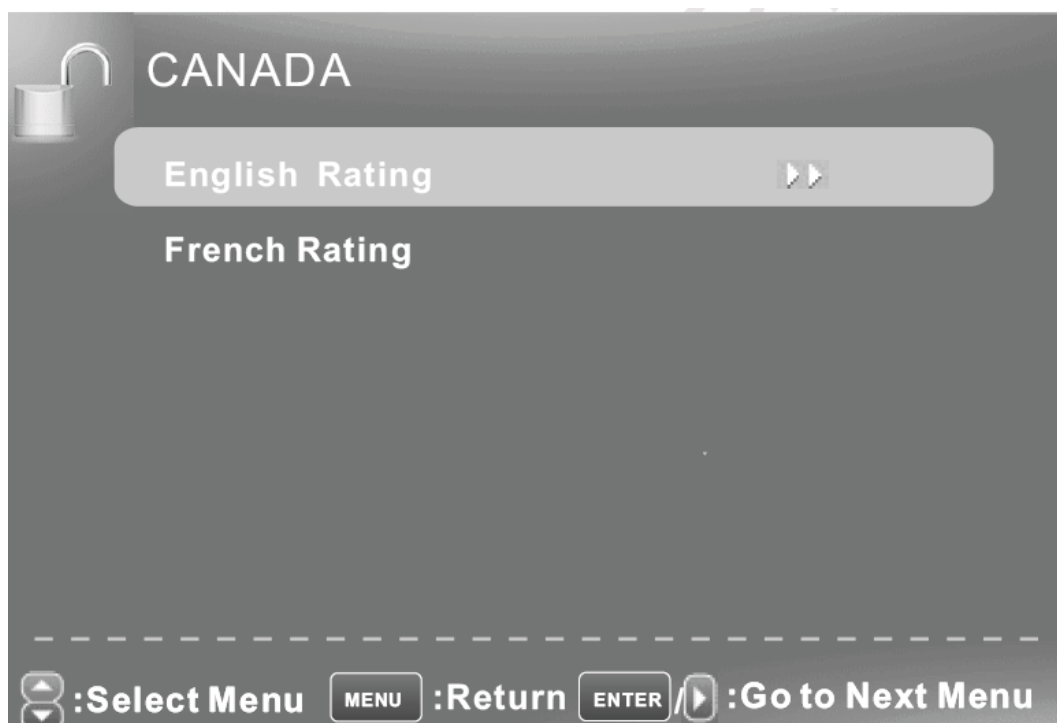 CANADA
English Rating
French Rating
:Select Menu MENU :Return ENTER / :Go to Next Menu